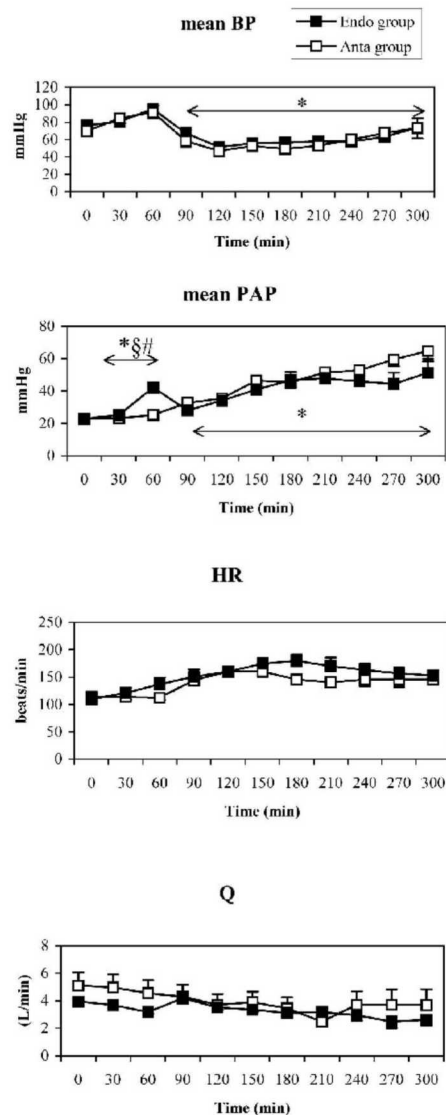 mean BP
Endo group
Anta group
120
100
80
60
40
20
0
mmHg
*
0 30 60 90 120 150 180 210 240 270 300
Time (min)
mean PAP
80
60
40
20
0
mmHg
*§#
*
0 30 60 90 120 150 180 210 240 270 300
Time (min)
HR
250
200
150
100
50
0
beats/min
0 30 60 90 120 150 180 210 240 270 300
Time (min)
Q
8
6
4
2
0
(L/min)
0 30 60 90 120 150 180 210 240 270 300
Time (min)